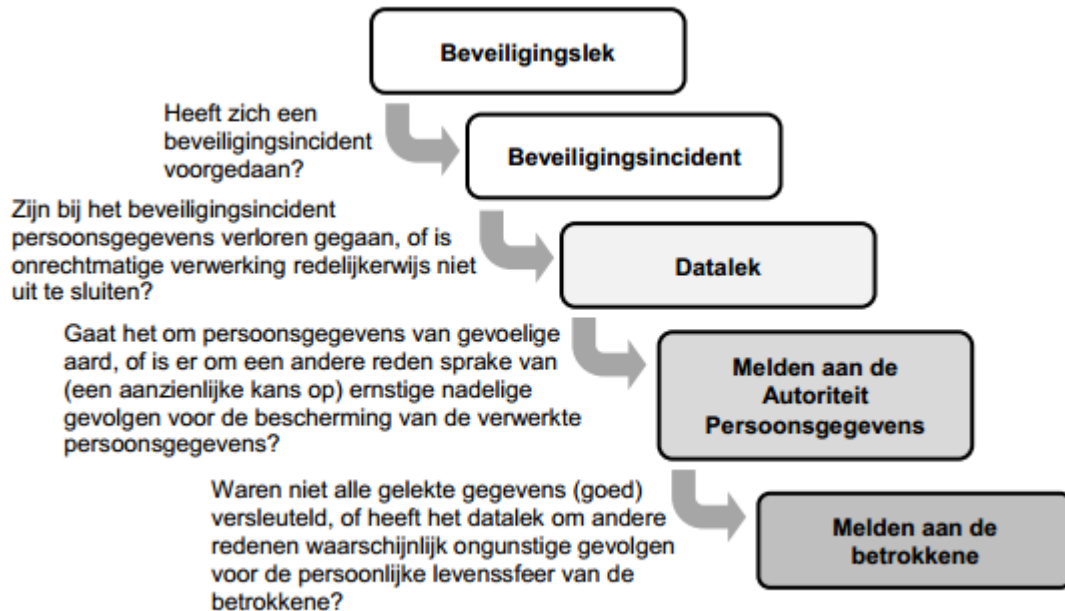 Beveiligingslek
Heeft zich een
beveiligingsincident
voorgedaan?
Beveiligingsincident
Zijn bij het beveiligingsincident
persoonsgegevens verloren gegaan, of is
onrechtmatige verwerking redelijkerwijs niet
uit te sluiten?
Datalek
Gaat het om persoonsgegevens van gevoelige
aard, of is er om een andere reden sprake van
(een aanzienlijke kans op) ernstige nadelige
gevolgen voor de bescherming van de verwerkte
persoonsgegevens?
Melden aan de
Autoriteit
Persoonsgegevens
Waren niet alle gelekte gegevens (goed)
versleuteld, of heeft het datalek om andere
redenen waarschijnlijk ongunstige gevolgen
voor de persoonlijke levenssfeer van de
betrokkene?
Melden aan de
betrokkene